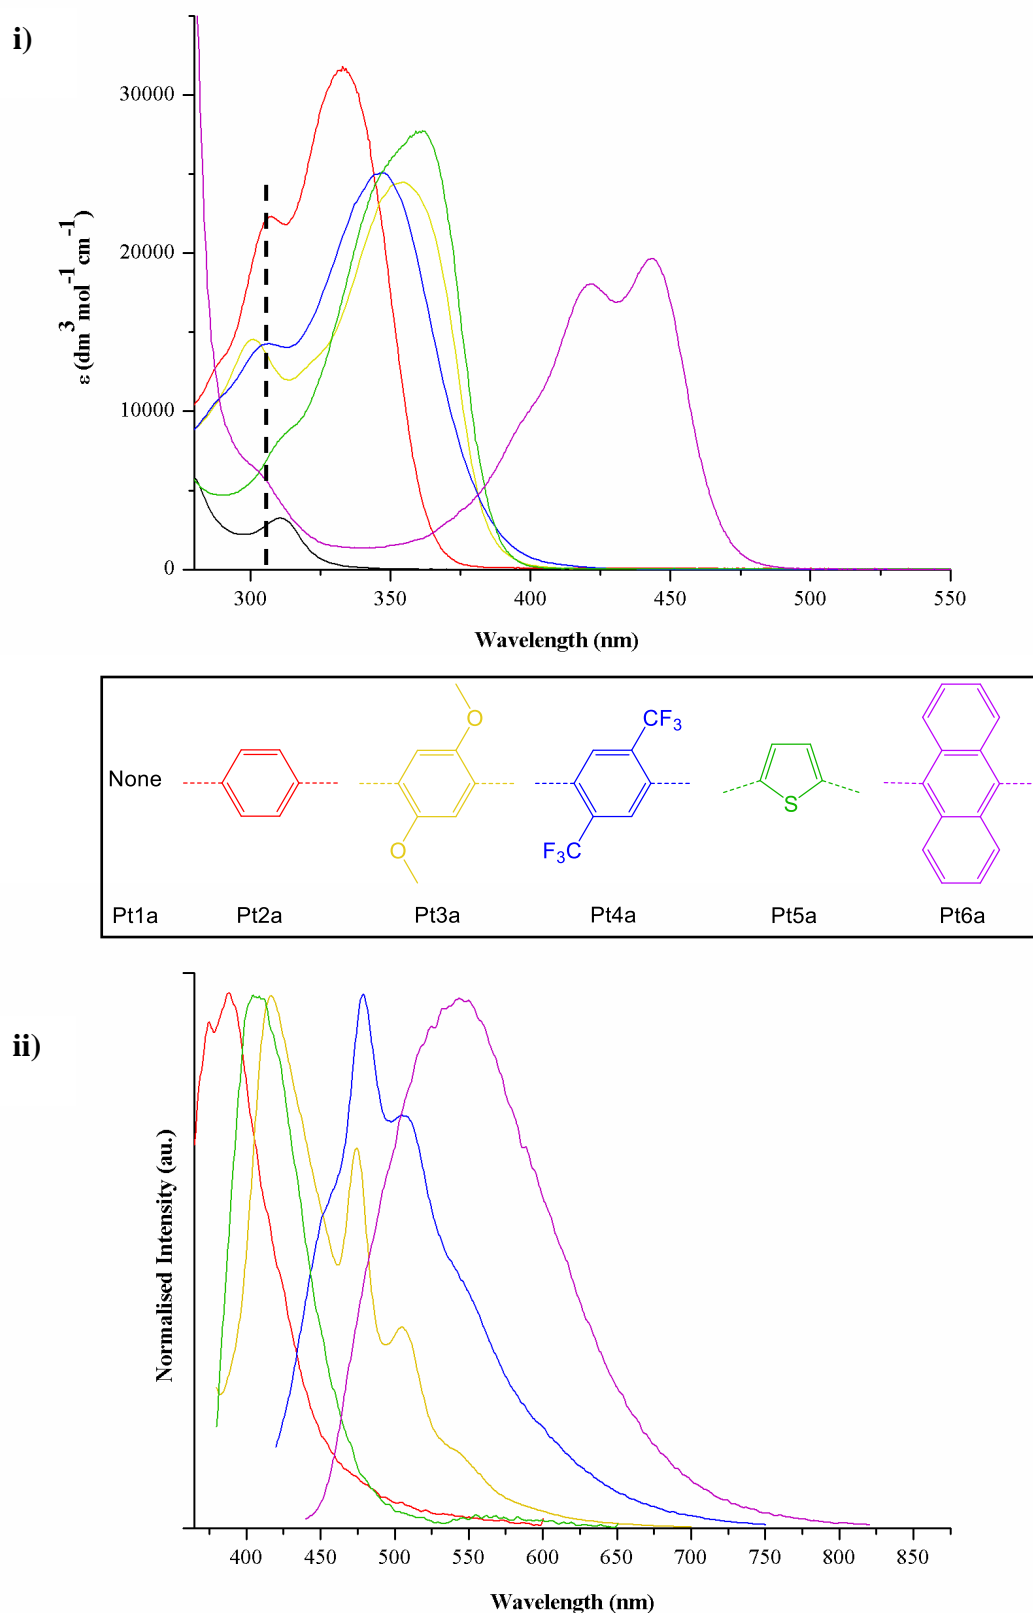 i)
30000
20000
10000
0
ε (dm3 mol-1 cm-1)
300 350 400 450 500 550
Wavelength (nm)
O
CF3
None
S
O
F3C
Pt1a Pt2a Pt3a Pt4a Pt5a Pt6a
ii)
Normalised Intensity (au.)
400 450 500 550 600 650 700 750 800 850
Wavelength (nm)